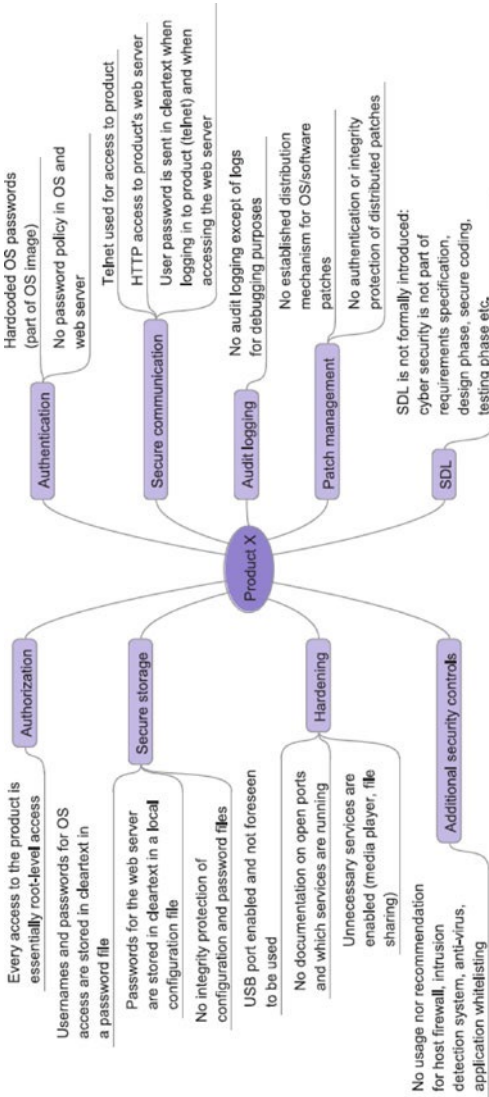 Product X
Authentication
Hardcoded OS passwords
(part of OS image)
No password policy in OS and
web server
Secure communication
Telnet used for access to product
HTTP access to product's web server
User password is sent in cleartext when
logging in to product (telnet) and when
accessing the web server
Audit logging
No audit logging except of logs
for debugging purposes
Patch management
No established distribution
mechanism for OS/software
patches
No authentication or integrity
protection of distributed patches
SDL
SDL is not formally introduced:
cyber security is not part of
requirements specification,
design phase, secure coding,
testing phase etc.
Authorization
Every access to the product is
essentially root-level access
Secure storage
Usernames and passwords for OS
access are stored in cleartext in
a password file
Passwords for the web server
are stored in cleartext in a local
configuration file
No integrity protection of
configuration and password files
Hardening
USB port enabled and not foreseen
to be used
No documentation on open ports
and which services are running
Unnecessary services are
enabled (media player, file
sharing)
Additional security controls
No usage nor recommendation
for host firewall, intrusion
detection system, anti-virus,
application whitelisting